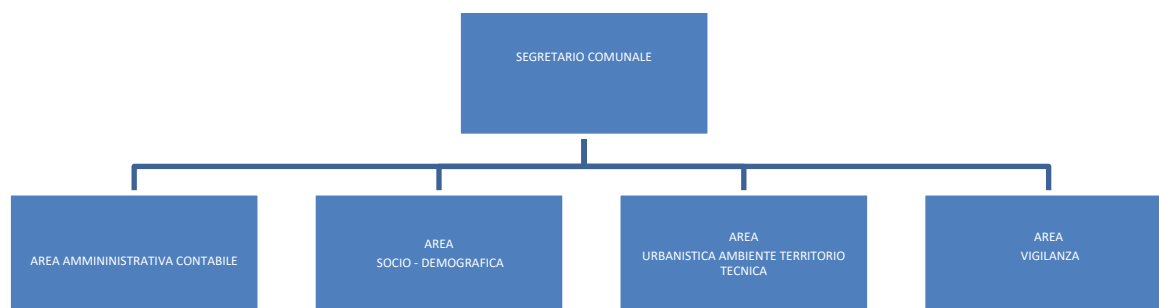 SEGRETARIO COMUNALE
AREA AMMININISTRATIVA CONTABILE
AREA
SOCIO - DEMOGRAFICA
AREA
URBANISTICA AMBIENTE TERRITORIO
TECNICA
AREA
VIGILANZA